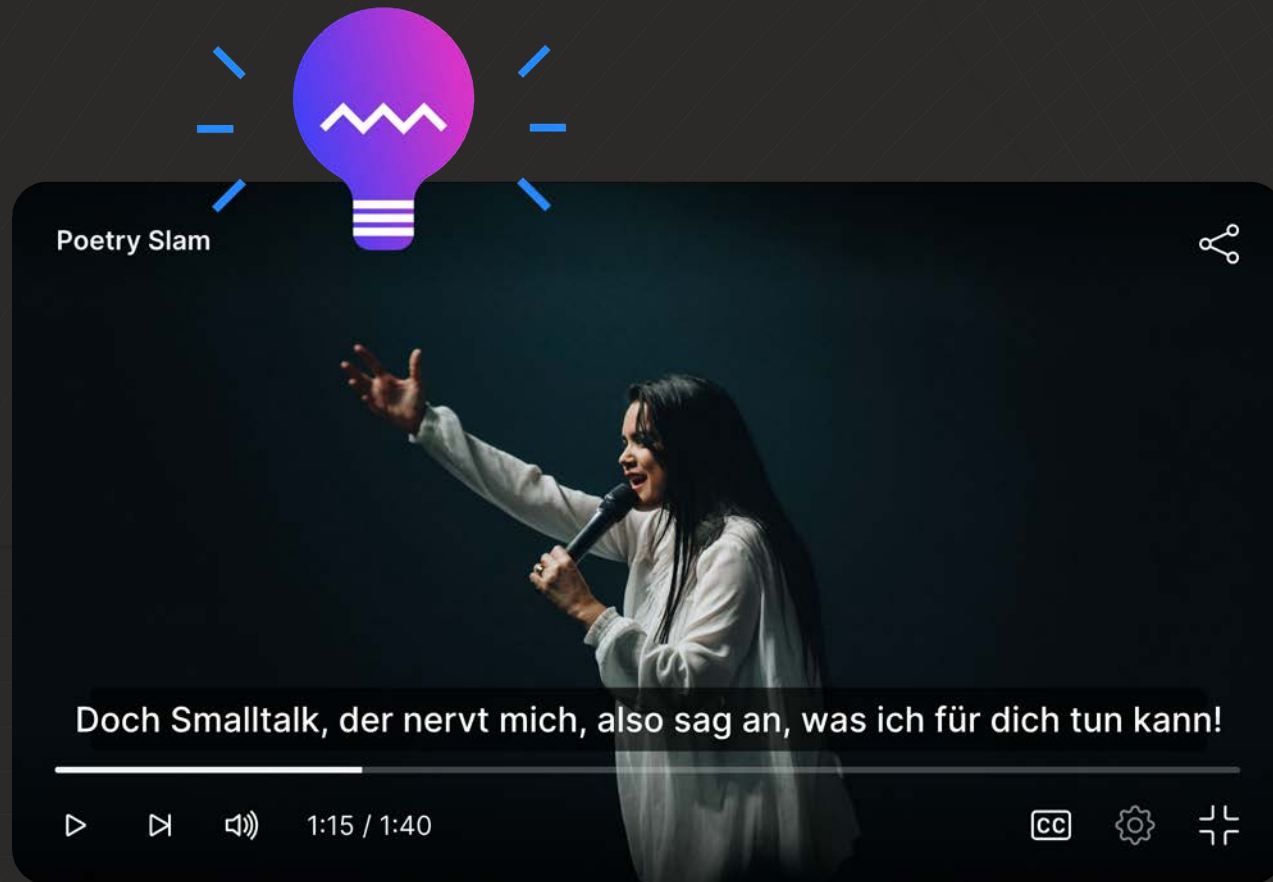 Poetry Slam
Doch Smalltalk, der nervt mich, also sag an, was ich für dich tun kann!
1:15 / 1:40
CC